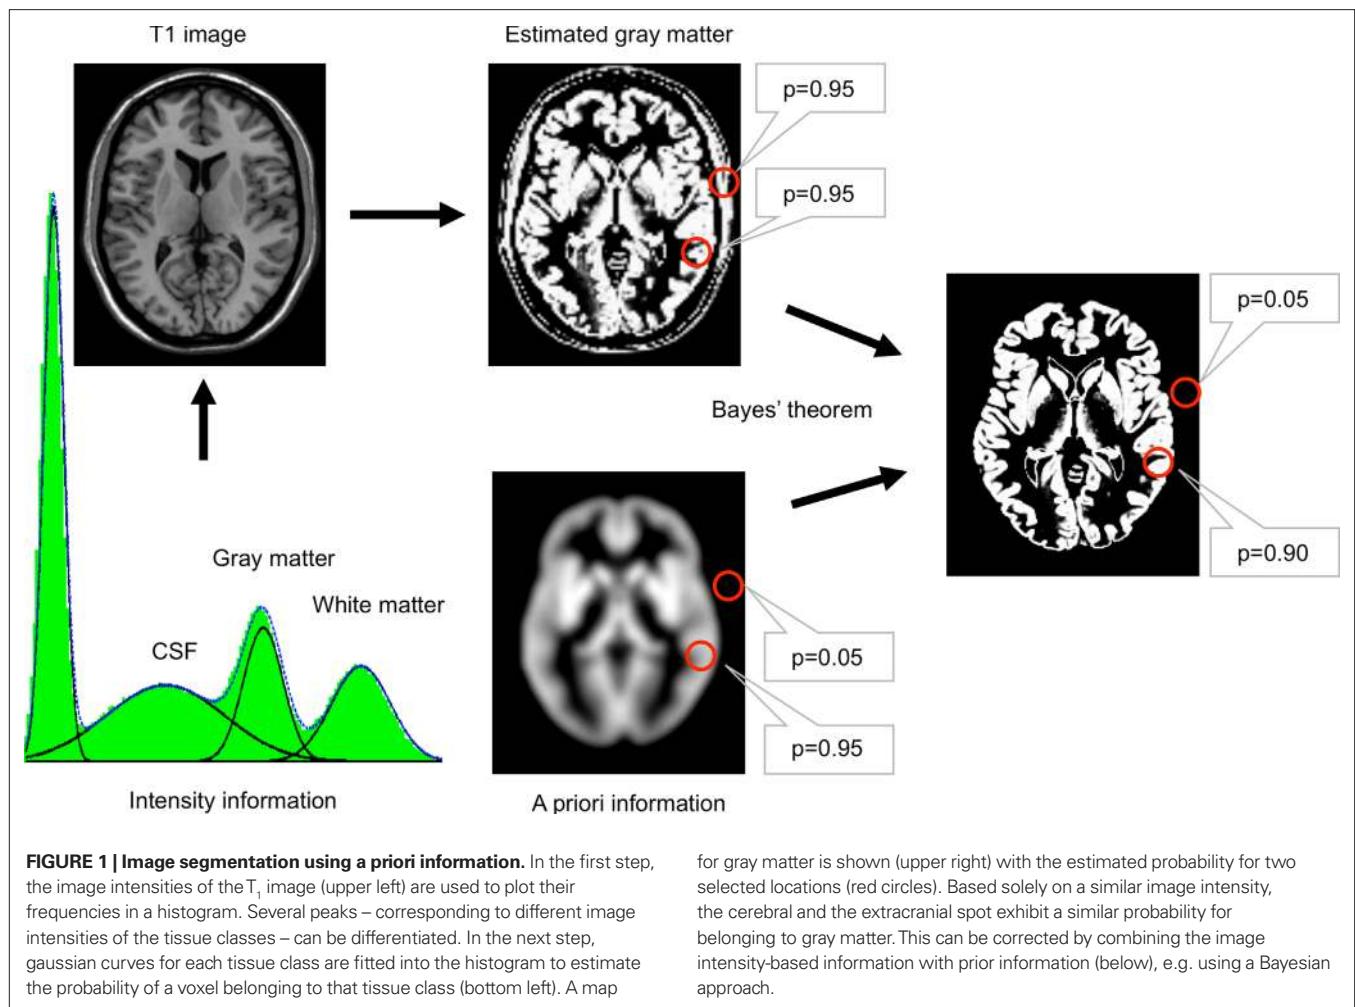 T1 image
Estimated gray matter
p=0.95
p=0.95
p=0.05
Bayes' theorem
p=0.90
Gray matter
White matter
CSF
p=0.05
p=0.95
Intensity information
A priori information
FIGURE 1 | Image segmentation using a priori information. In the first step,
the image intensities of the T1 image (upper left) are used to plot their
frequencies in a histogram. Several peaks – corresponding to different image
intensities of the tissue classes – can be differentiated. In the next step,
gaussian curves for each tissue class are fitted into the histogram to estimate
the probability of a voxel belonging to that tissue class (bottom left). A map
for gray matter is shown (upper right) with the estimated probability for two
selected locations (red circles). Based solely on a similar image intensity,
the cerebral and the extracranial spot exhibit a similar probability for
belonging to gray matter. This can be corrected by combining the image
intensity-based information with prior information (below), e.g. using a Bayesian
approach.